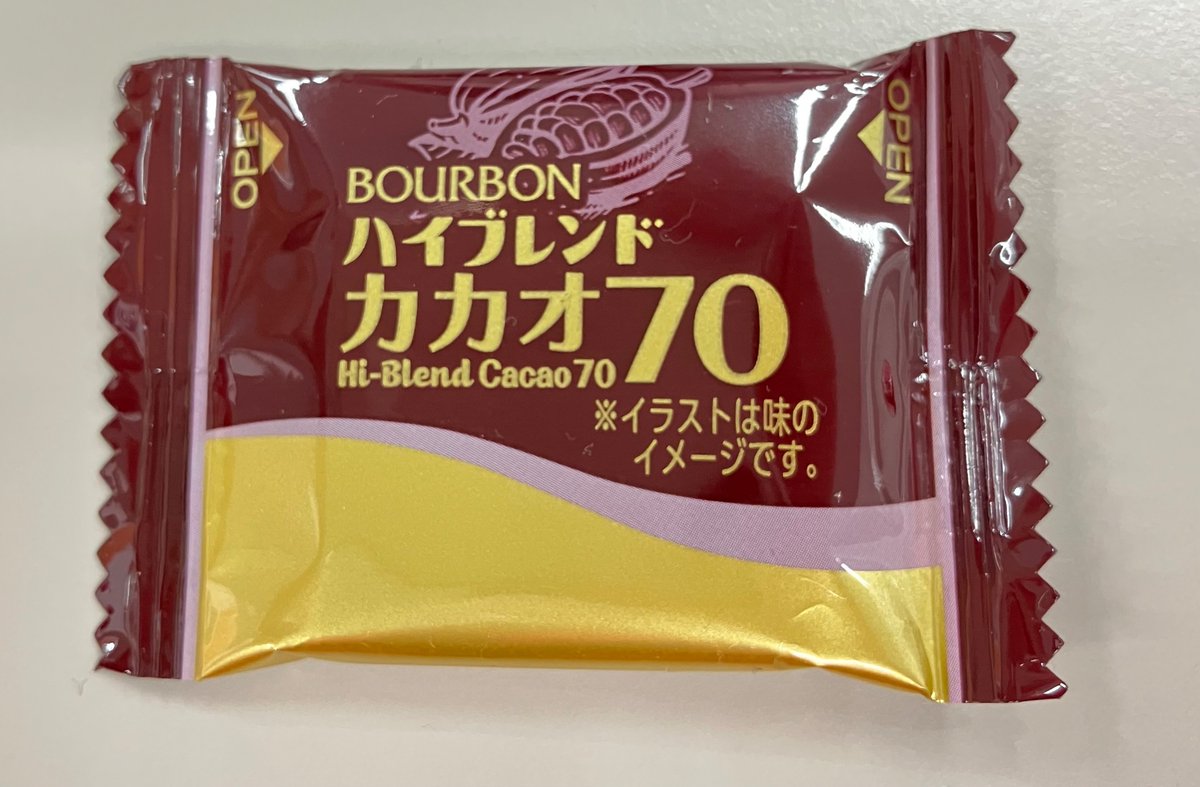 OPEN
OPEN
BOURBON
ハイブレンド
カカオ70
Hi-Blend Cacao 70
※イラストは味の
イメージです。